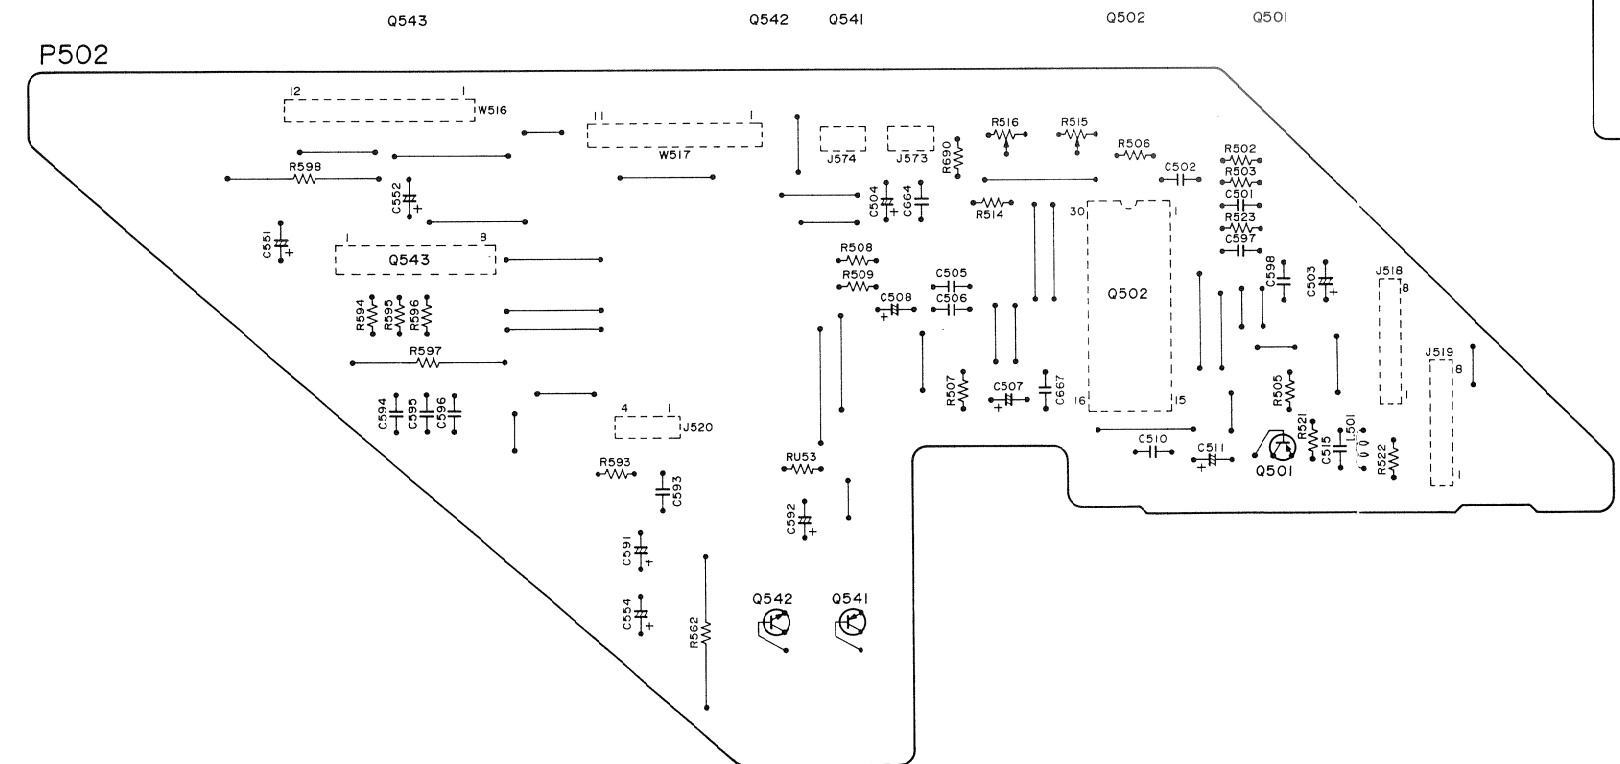 Q543 Q542 Q541 Q502 Q501
P502
12 1 W516
11 1 W517
J574 J573
R690
R516 R515
R506
C502
R502
R503
C501
R523
C597
R598
C552 +
C504 +
C664
R514
C551 +
1 8
Q543
R508
R509
C505
C506
C508
+
30 1
Q502
16 15
C598
C503 +
J518
8
1
R594 R595 R596
R597
J519
8
1
C594 C595 C596
4 1 J520
R507
C507
+
C667
R505
R521
C515
L501
R522
C510
C511
+
Q501
R593
C593
RU53
C592 +
C591 +
C554 +
R562
Q542 Q541